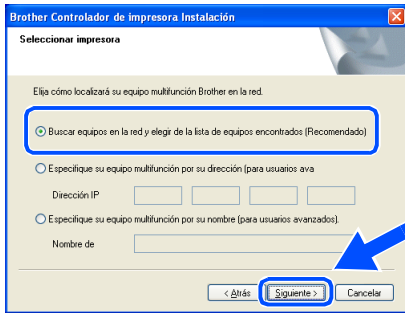 Brother Controlador de impresora Instalación
Seleccionar impresora
Elija cómo localizará su equipo multifunción Brother en la red.
Buscar equipos en la red y elegir de la lista de equipos encontrados (Recomendado)
Especifique su equipo multifunción por su dirección (para usuarios ava
Dirección IP
Especifique su equipo multifunción por su nombre (para usuarios avanzados).
Nombre de
< Atrás Siguiente > Cancelar